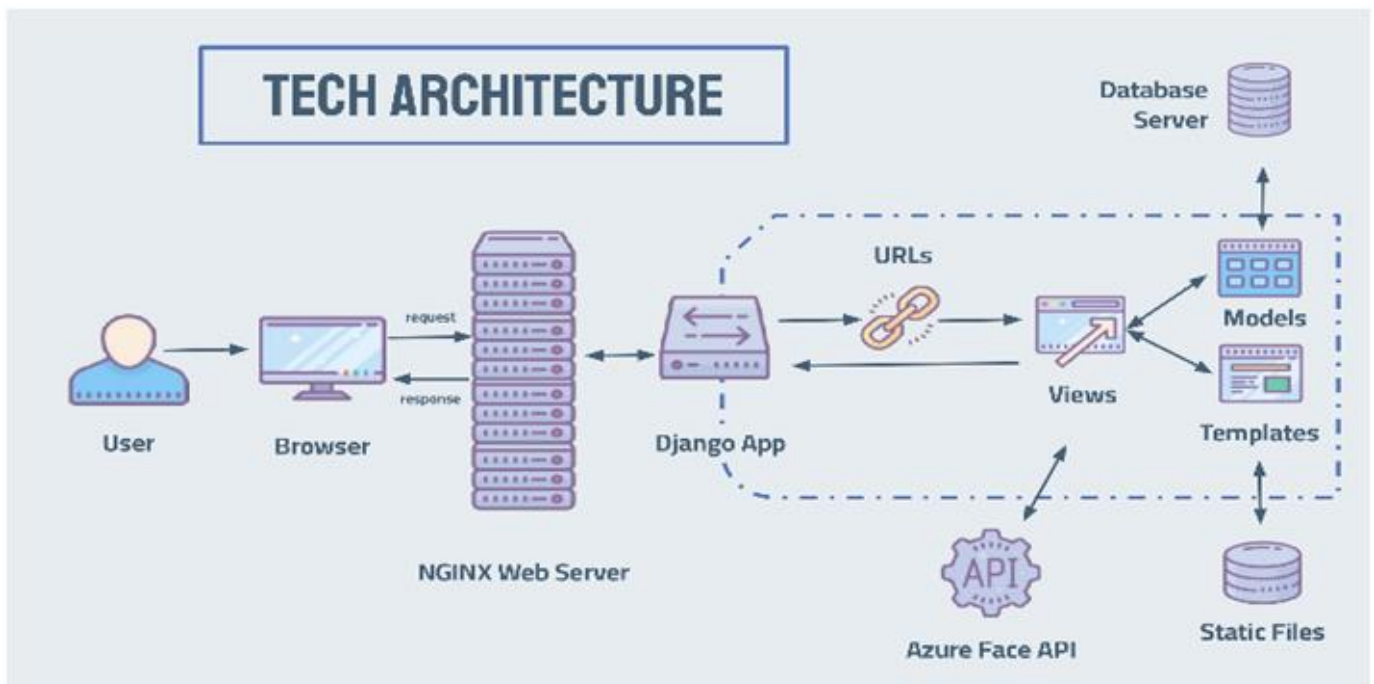 TECH ARCHITECTURE
Database
Server
URLs
request
Models
response
Views
User
Browser
Django App
Templates
NGINX Web Server
API
Azure Face API
Static Files